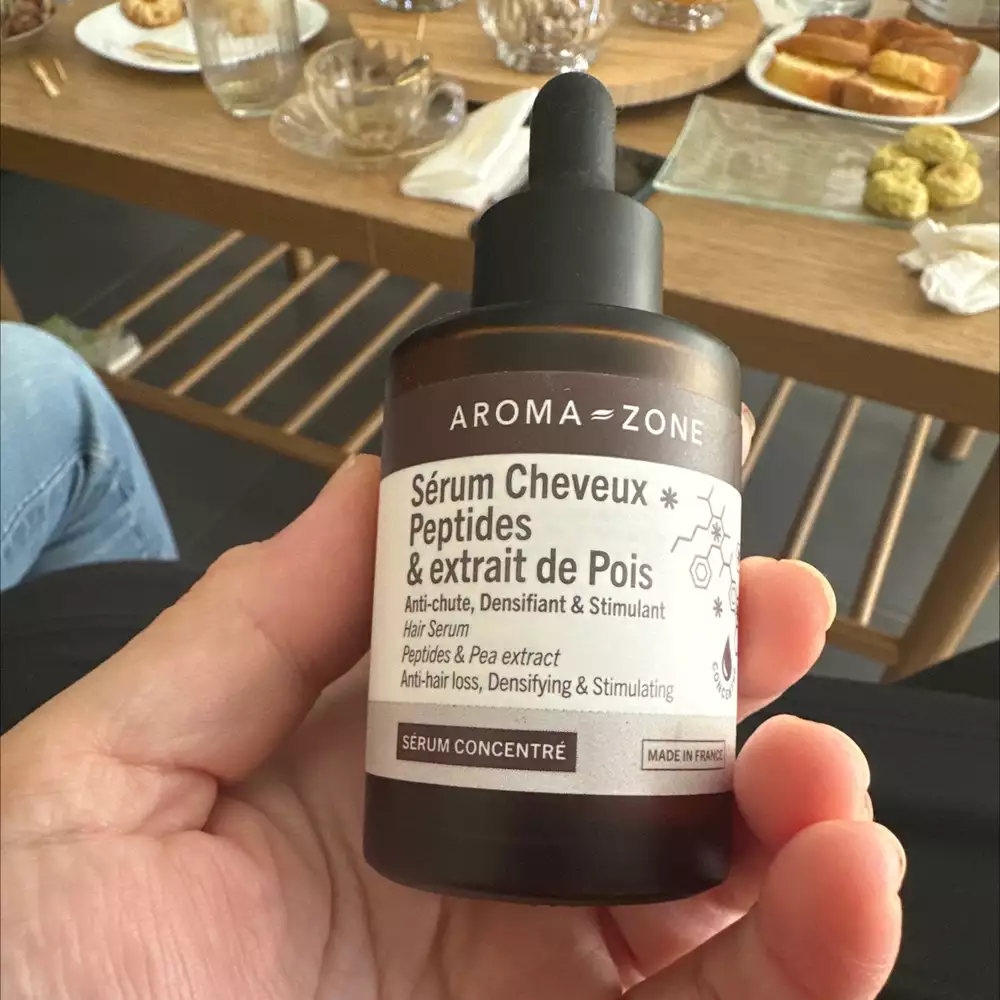 AROMA-ZONE
Sérum Cheveux
Peptides
& extrait de Pois
Anti-chute, Densifiant & Stimulant
Hair Serum
Peptides & Pea extract
Anti-hair loss, Densifying & Stimulating
SÉRUM CONCENTRÉ
MADE IN FRANCE